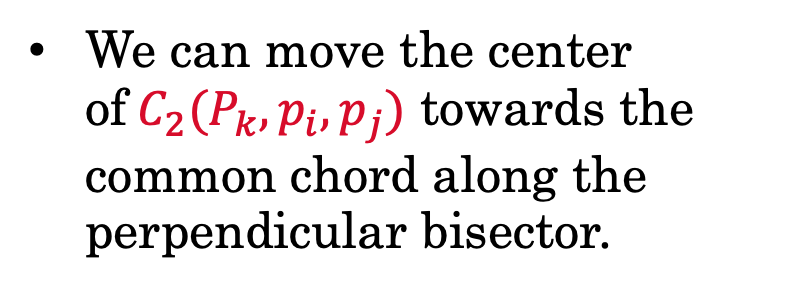 • We can move the center
of C₂(Pₖ, pᵢ, pⱼ) towards the
common chord along the
perpendicular bisector.